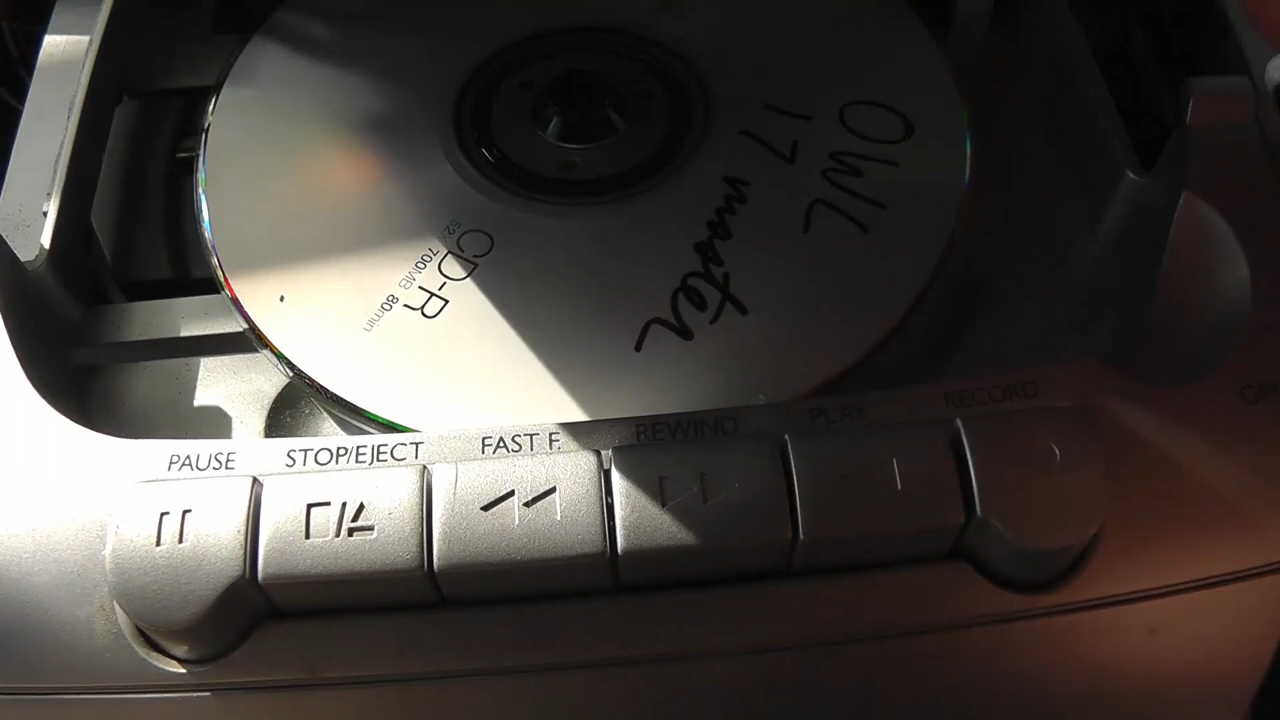 OWL
17 master
CD-R
52X 700MB 80min
PAUSE
STOP/EJECT
FAST F.
REWIND
PLAY
RECORD